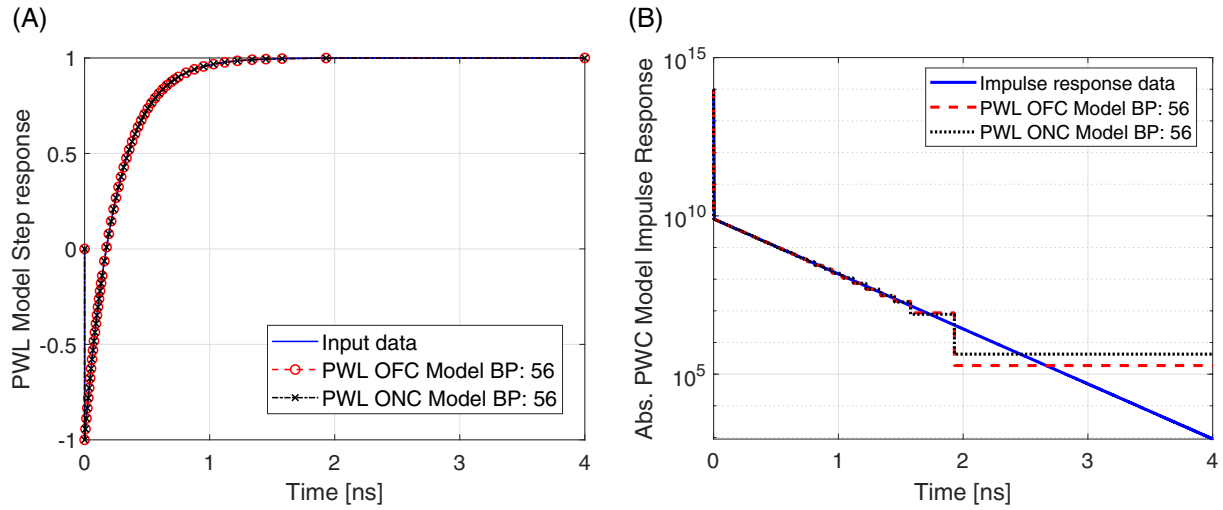 (A)
PWL Model Step response
1
0.5
0
-0.5
-1
Input data
PWL OFC Model BP: 56
PWL ONC Model BP: 56
0 1 2 3 4
Time [ns]
(B)
Abs. PWC Model Impulse Response
10^15
10^10
10^5
Impulse response data
PWL OFC Model BP: 56
PWL ONC Model BP: 56
0 1 2 3 4
Time [ns]